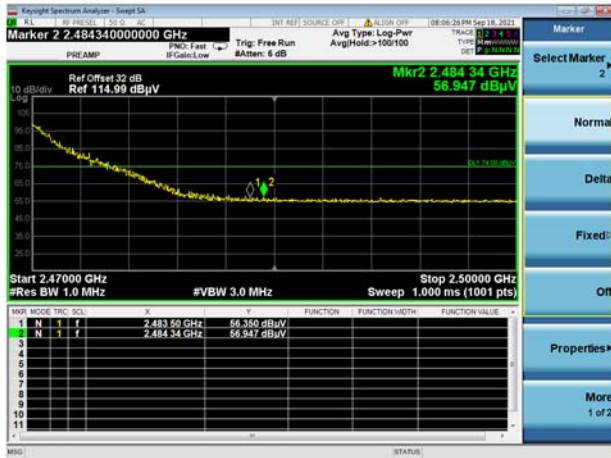 Keysight Spectrum Analyzer - Swept SA
RL RF PRESEL 50 Ω AC INT REF SOURCE OFF ALIGN OFF 08:06:26 PM Sep 18, 2021
Marker 2 2.484340000000 GHz
PREAMP
PNO: Fast
IFGain:Low
Trig: Free Run
#Atten: 6 dB
Avg Type: Log-Pwr
Avg|Hold:>100/100
TRACE 1 2 3 4 5 6
TYPE M
DET P P N N N N
Mkr2 2.484 34 GHz
56.947 dBµV
Ref Offset 32 dB
Ref 114.99 dBµV
10 dB/div
Log
105
95.0
85.0
75.0
65.0
55.0
45.0
35.0
25.0
DL1 74.00 dBµV
1 2
Start 2.47000 GHz
#Res BW 1.0 MHz
#VBW 3.0 MHz
Stop 2.50000 GHz
Sweep 1.000 ms (1001 pts)
MKR MODE TRC SCL X Y FUNCTION FUNCTION WIDTH FUNCTION VALUE
1 N 1 f 2.483 50 GHz 56.350 dBµV
2 N 1 f 2.484 34 GHz 56.947 dBµV
3
4
5
6
7
8
9
10
11
MSG STATUS
Marker
Select Marker
2
Normal
Delta
Fixed
Off
Properties
More
1 of 2